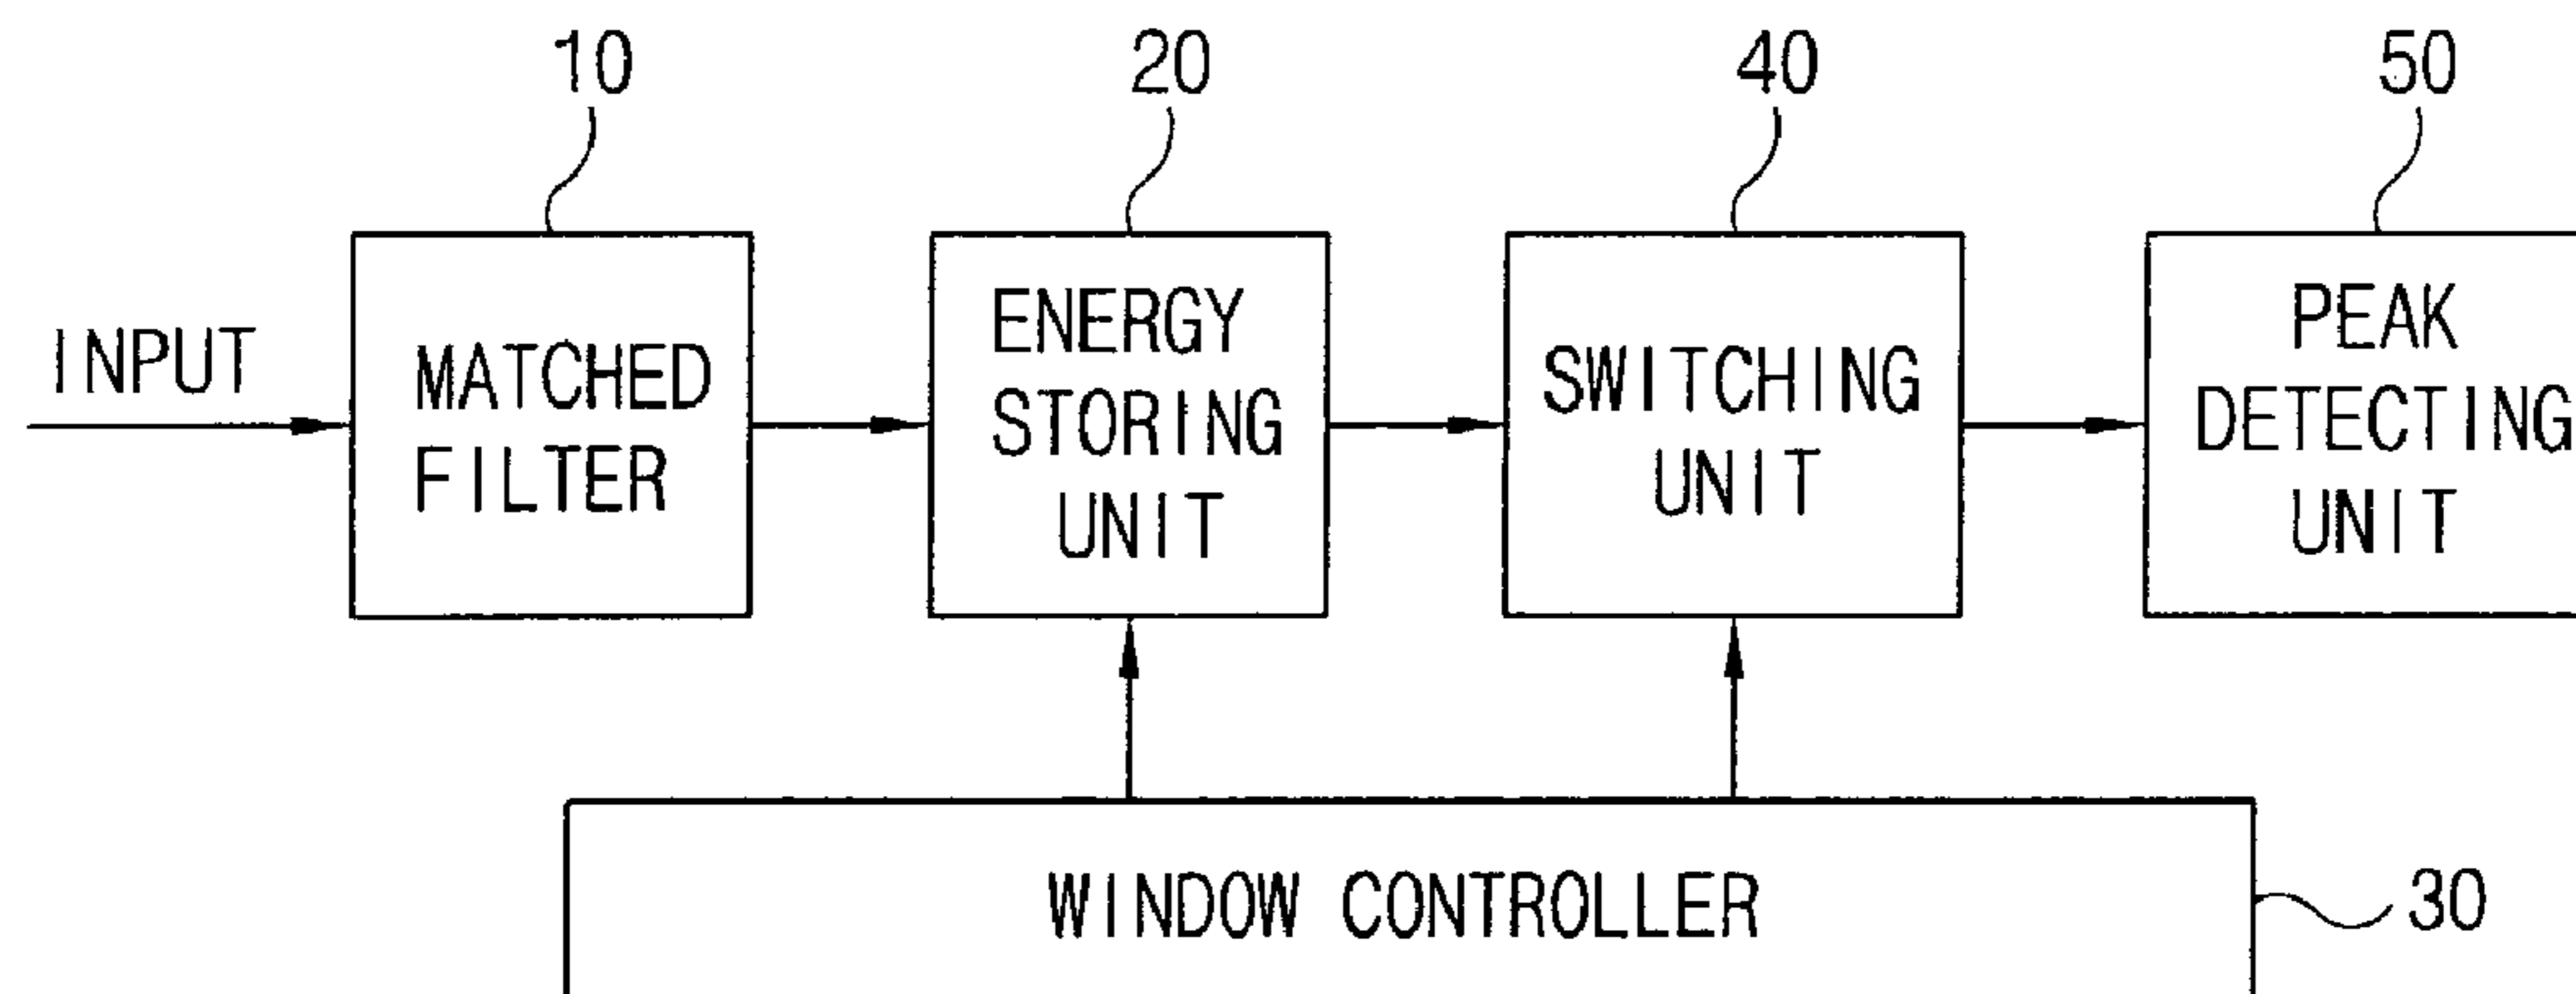 10
20
40
50
INPUT
MATCHED
FILTER
ENERGY
STORING
UNIT
SWITCHING
UNIT
PEAK
DETECTING
UNIT
WINDOW CONTROLLER
30